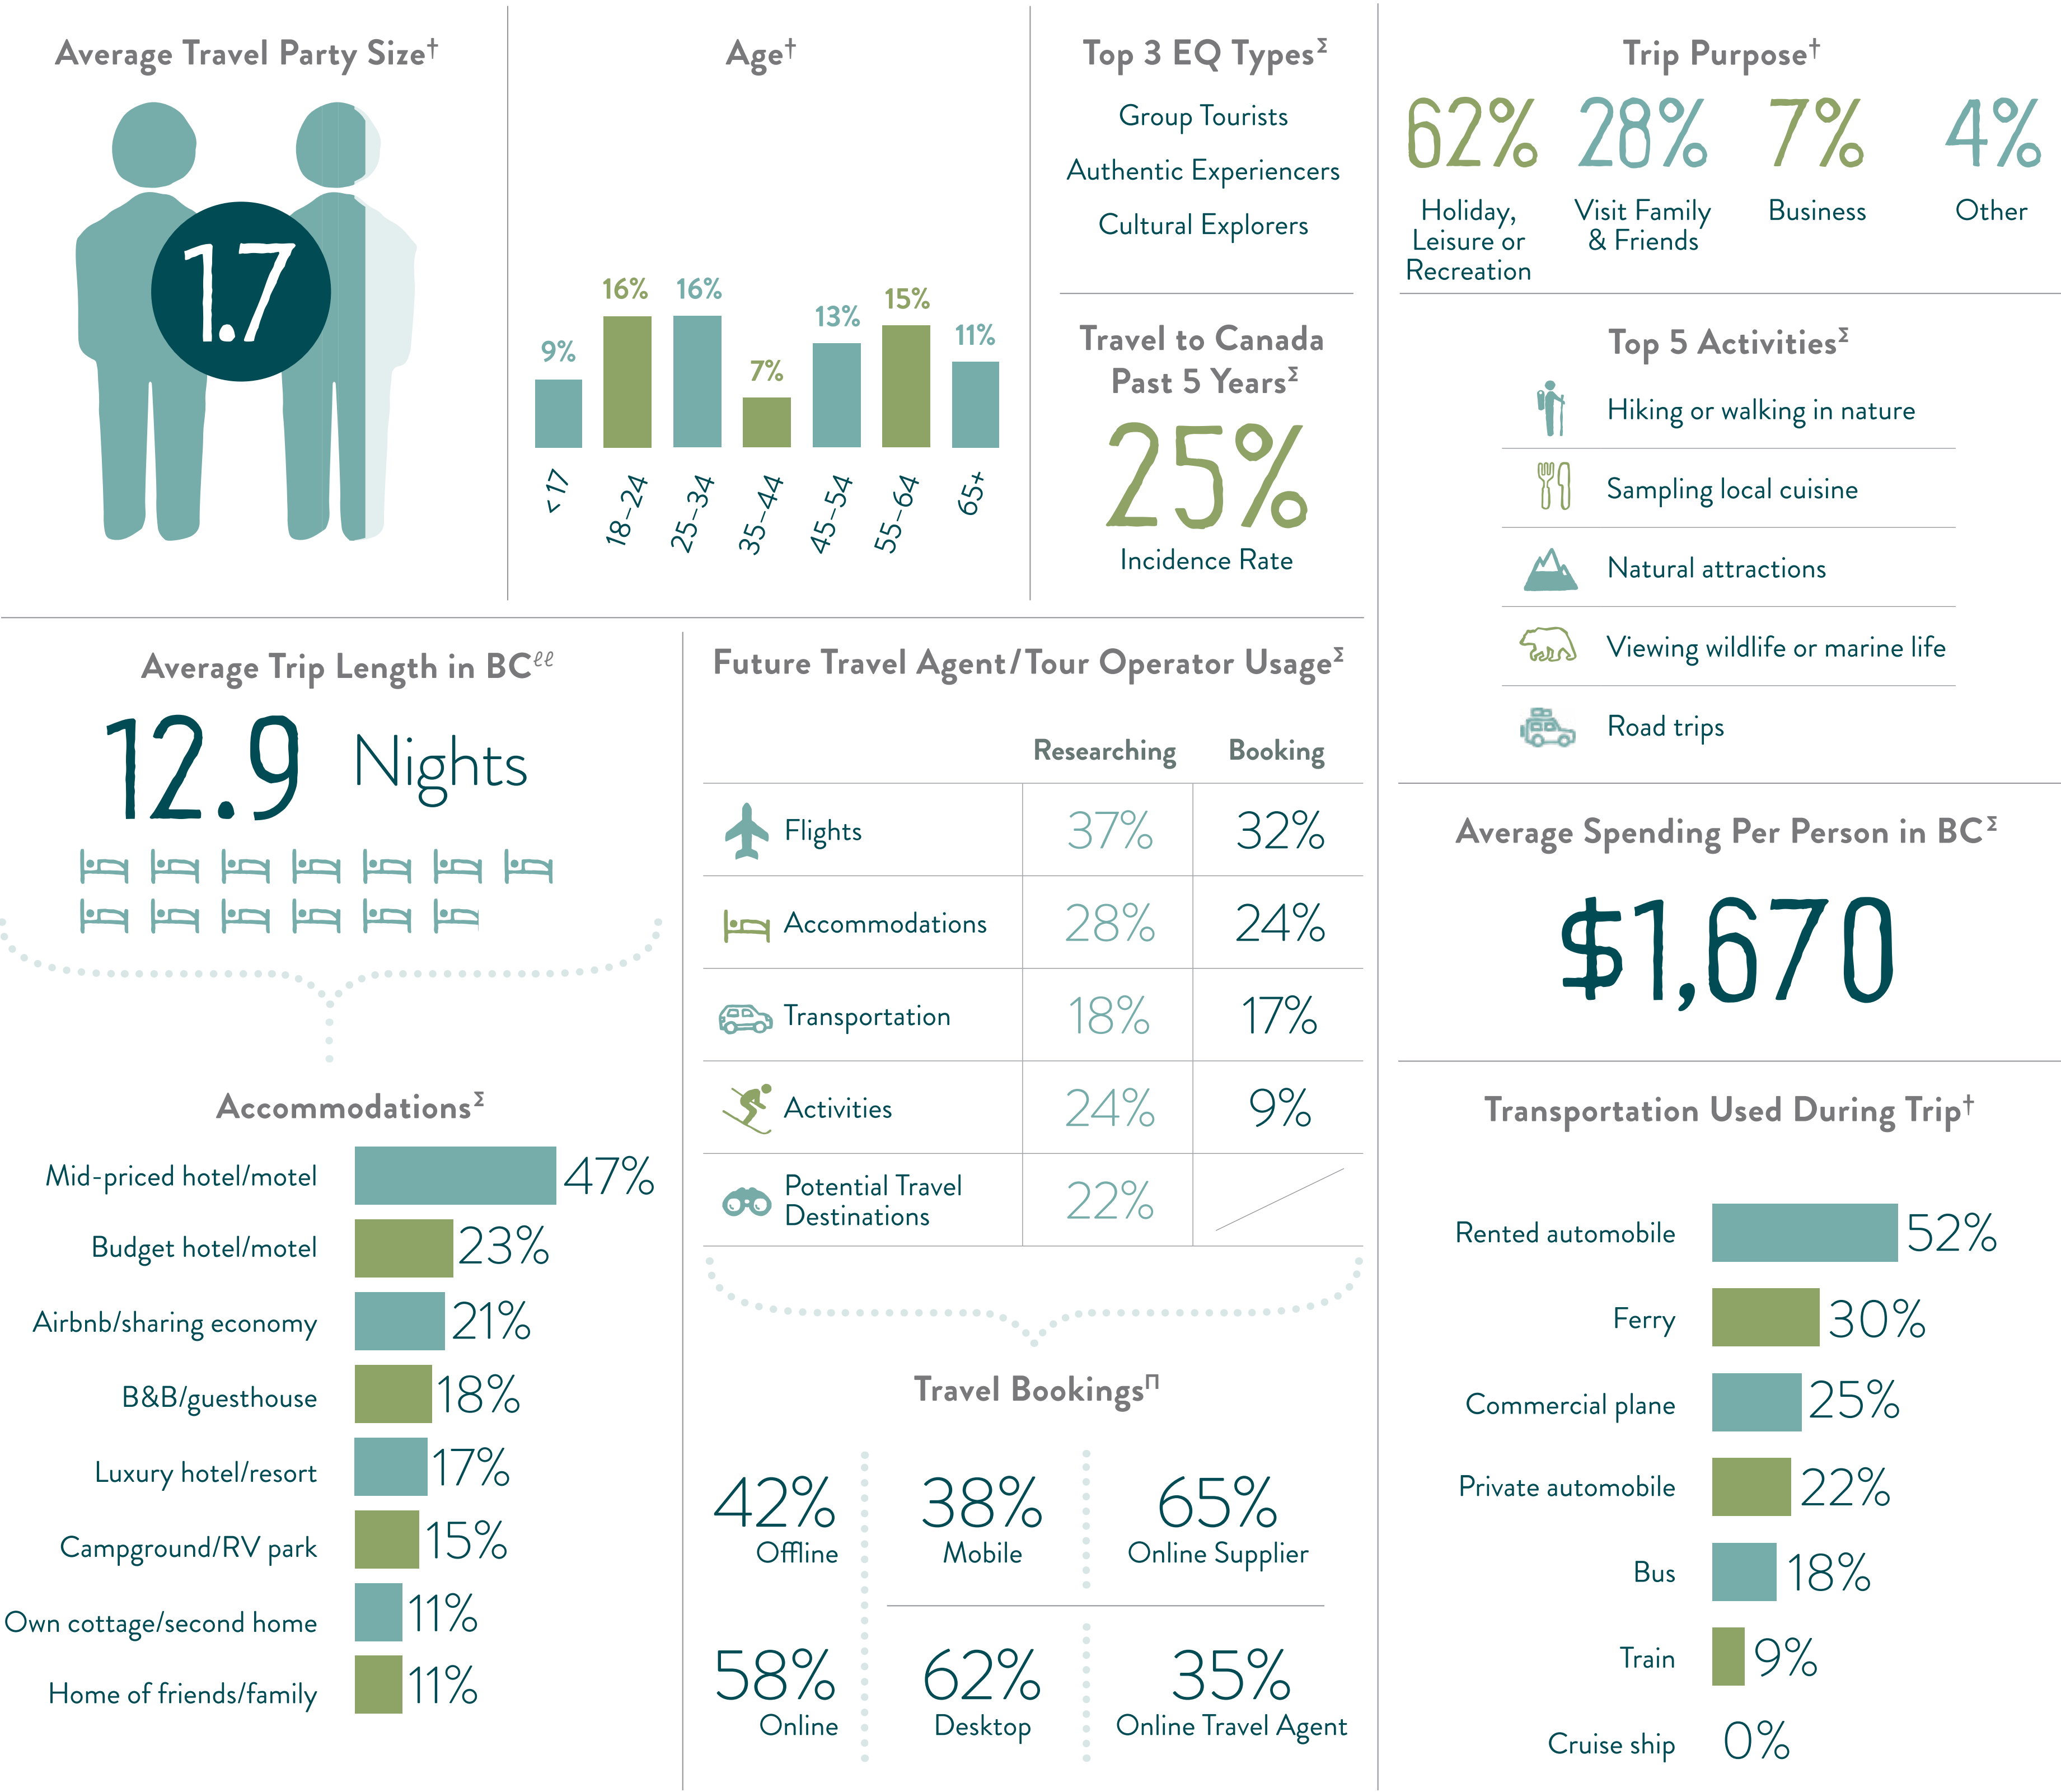 Average Travel Party Size†
1.7
Age†
9%
16%
16%
7%
13%
15%
11%
<17
18–24
25–34
35–44
45–54
55–64
65+
Top 3 EQ TypesΣ
Group Tourists
Authentic Experiencers
Cultural Explorers
Travel to Canada
Past 5 YearsΣ
25%
Incidence Rate
Trip Purpose†
62%
Holiday,
Leisure or
Recreation
28%
Visit Family
& Friends
7%
Business
4%
Other
Top 5 ActivitiesΣ
Hiking or walking in nature
Sampling local cuisine
Natural attractions
Viewing wildlife or marine life
Road trips
Average Trip Length in BCℓℓ
12.9 Nights
AccommodationsΣ
Mid-priced hotel/motel 47%
Budget hotel/motel 23%
Airbnb/sharing economy 21%
B&B/guesthouse 18%
Luxury hotel/resort 17%
Campground/RV park 15%
Own cottage/second home 11%
Home of friends/family 11%
Future Travel Agent/Tour Operator UsageΣ
Researching Booking
Flights 37% 32%
Accommodations 28% 24%
Transportation 18% 17%
Activities 24% 9%
Potential Travel
Destinations 22%
Travel BookingsΠ
42%
Offline
38%
Mobile
65%
Online Supplier
58%
Online
62%
Desktop
35%
Online Travel Agent
Average Spending Per Person in BCΣ
$1,670
Transportation Used During Trip†
Rented automobile 52%
Ferry 30%
Commercial plane 25%
Private automobile 22%
Bus 18%
Train 9%
Cruise ship 0%